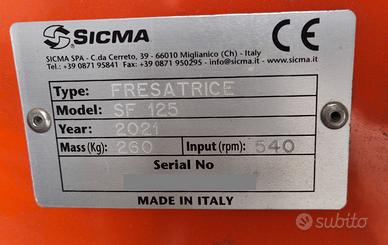 SICMA
CE
SICMA SPA - C.da Cerreto, 39 - 66010 Miglianico (Ch) - Italy
Tel.: +39 0871 95841 - Fax +39 0871 950295 - info@sicma.it - www.sicma.it
Type: FRESATRICE
Model: SF 125
Year: 2021
Mass (Kg): 260 Input (rpm): 540
Serial No
MADE IN ITALY
subito